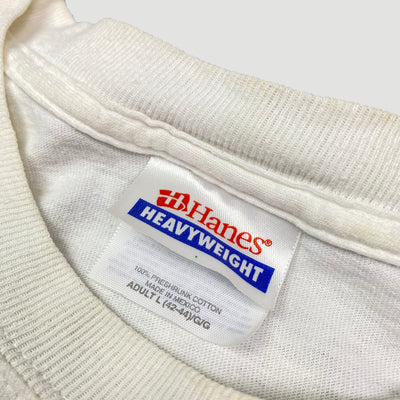 Hanes®
HEAVYWEIGHT
100% PRESHRUNK COTTON
MADE IN MEXICO
ADULT L (42-44)/G/G